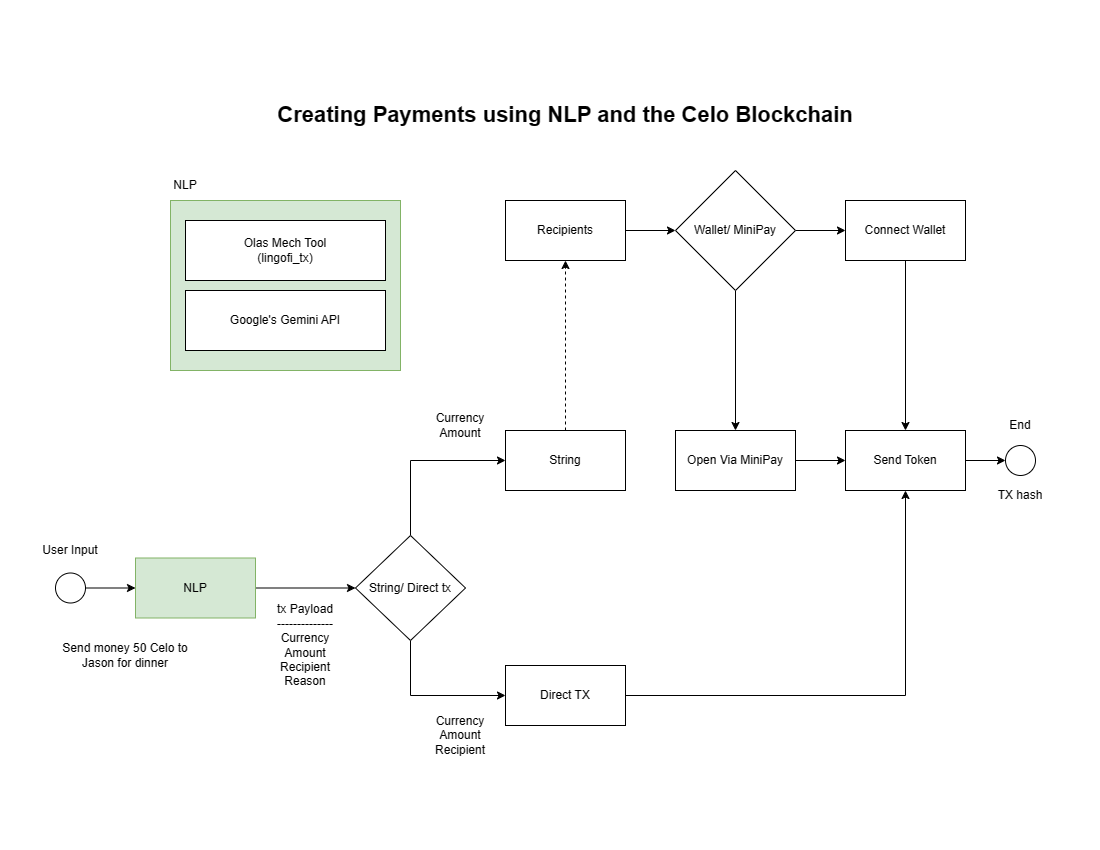 Creating Payments using NLP and the Celo Blockchain
NLP
Olas Mech Tool
(lingofi_tx)
Google's Gemini API
Recipients
Wallet/ MiniPay
Connect Wallet
Currency
Amount
String
Open Via MiniPay
Send Token
End
TX hash
User Input
NLP
Send money 50 Celo to
Jason for dinner
tx Payload
--------------
Currency
Amount
Recipient
Reason
String/ Direct tx
Direct TX
Currency
Amount
Recipient